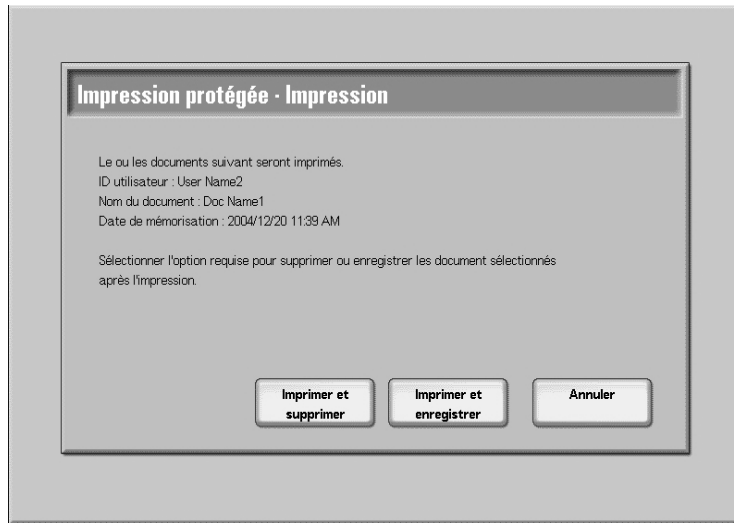 Impression protégée - Impression
Le ou les documents suivant seront imprimés.
ID utilisateur : User Name2
Nom du document : Doc Name1
Date de mémorisation : 2004/12/20 11:39 AM
Sélectionner l'option requise pour supprimer ou enregistrer les document sélectionnés
après l'impression.
Imprimer et
supprimer
Imprimer et
enregistrer
Annuler